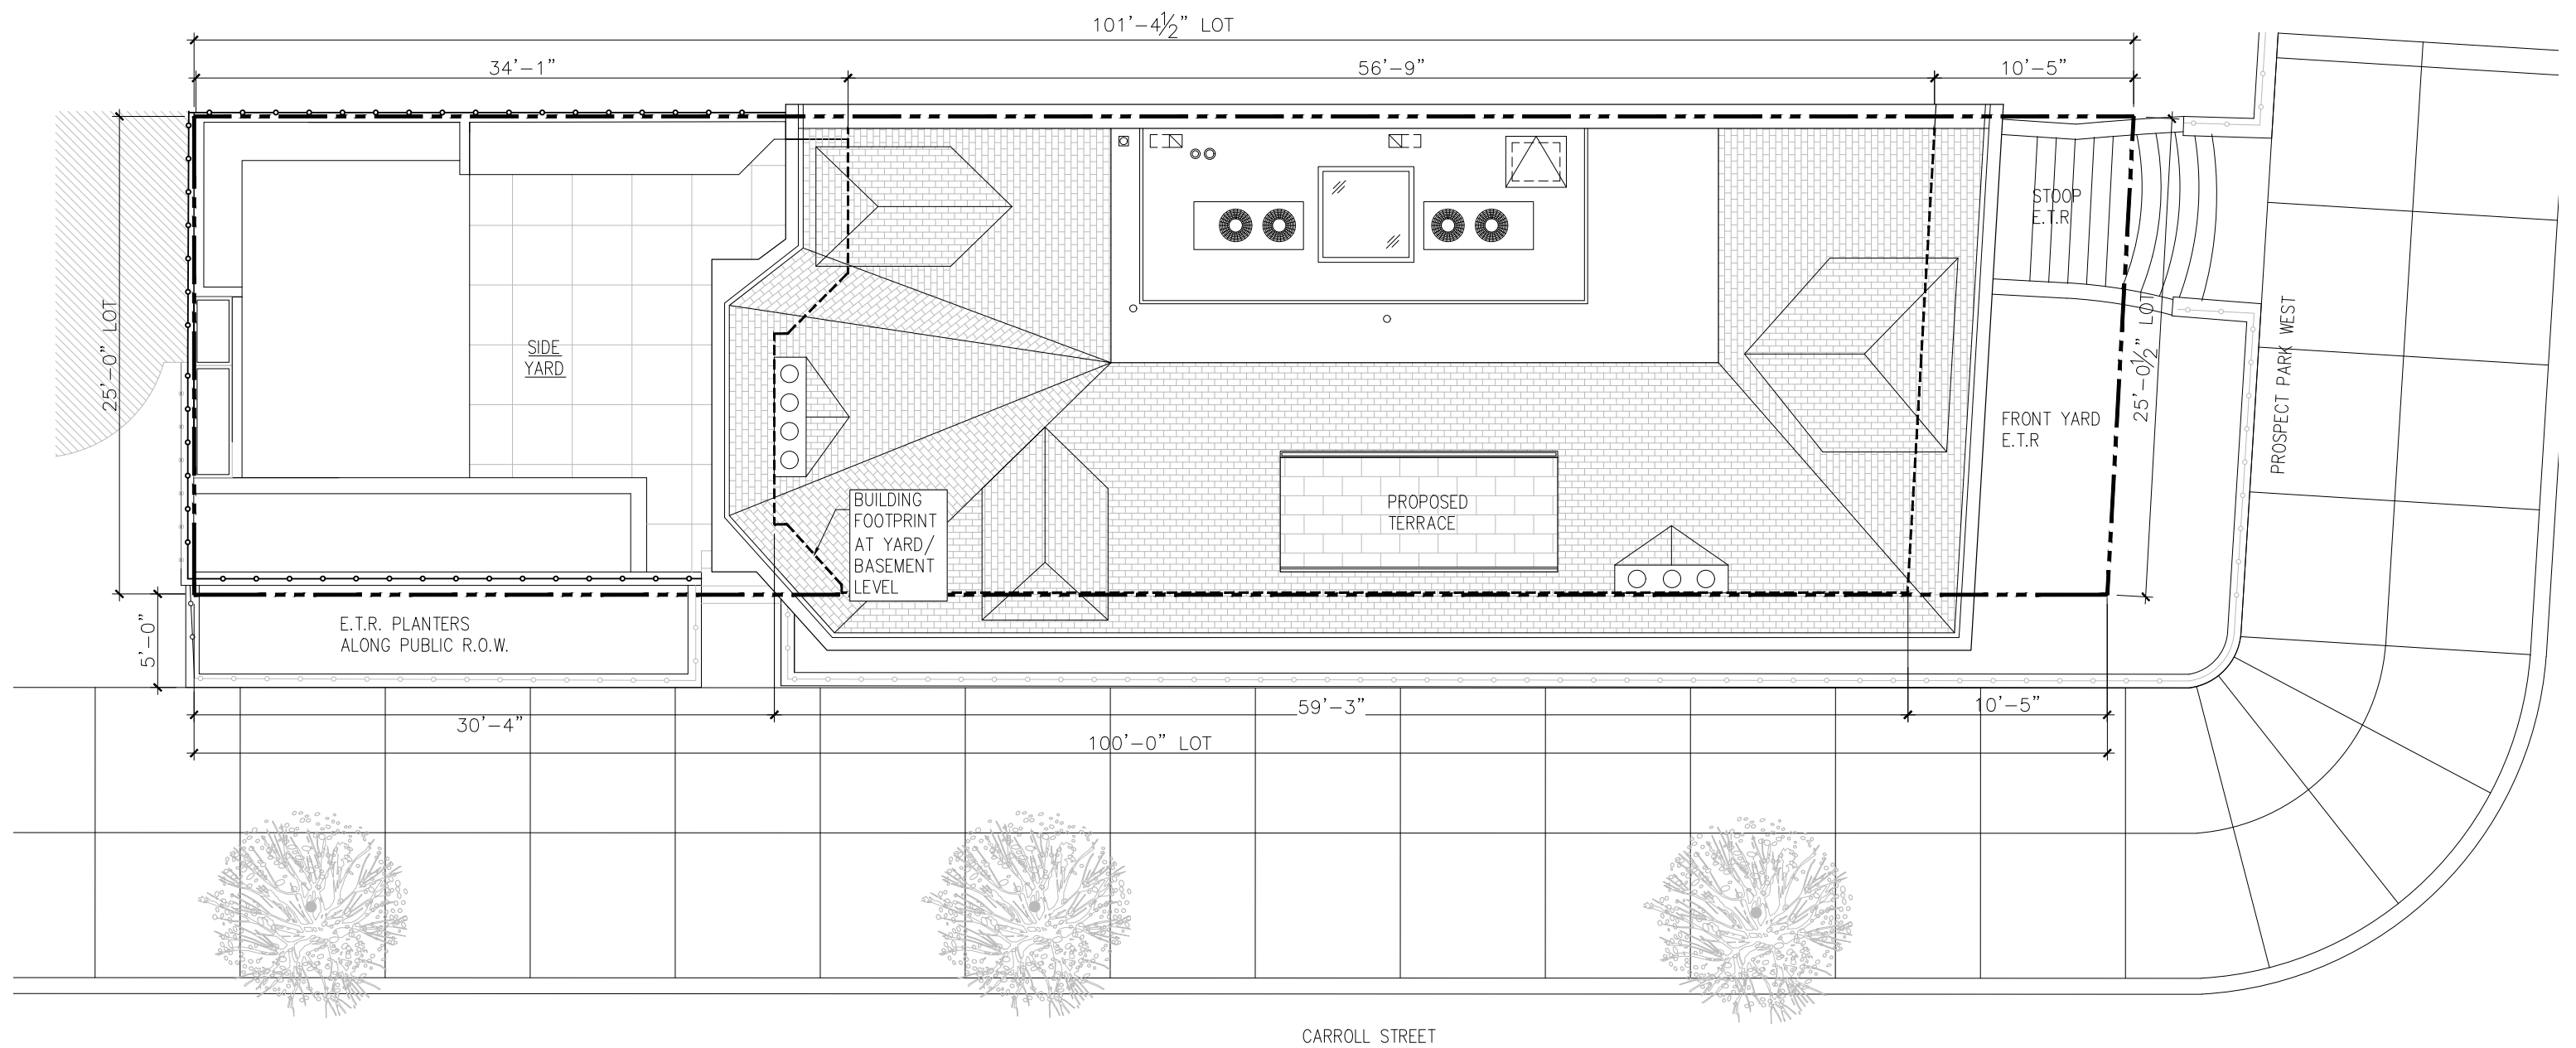 101'-4½" LOT
34'-1"
56'-9"
10'-5"
STOOP
E.T.R
25'-0" LOT
SIDE
YARD
25'-0½" LOT
PROSPECT PARK WEST
FRONT YARD
E.T.R
BUILDING
FOOTPRINT
AT YARD/
BASEMENT
LEVEL
PROPOSED
TERRACE
5'-0"
E.T.R. PLANTERS
ALONG PUBLIC R.O.W.
30'-4"
59'-3"
10'-5"
100'-0" LOT
CARROLL STREET